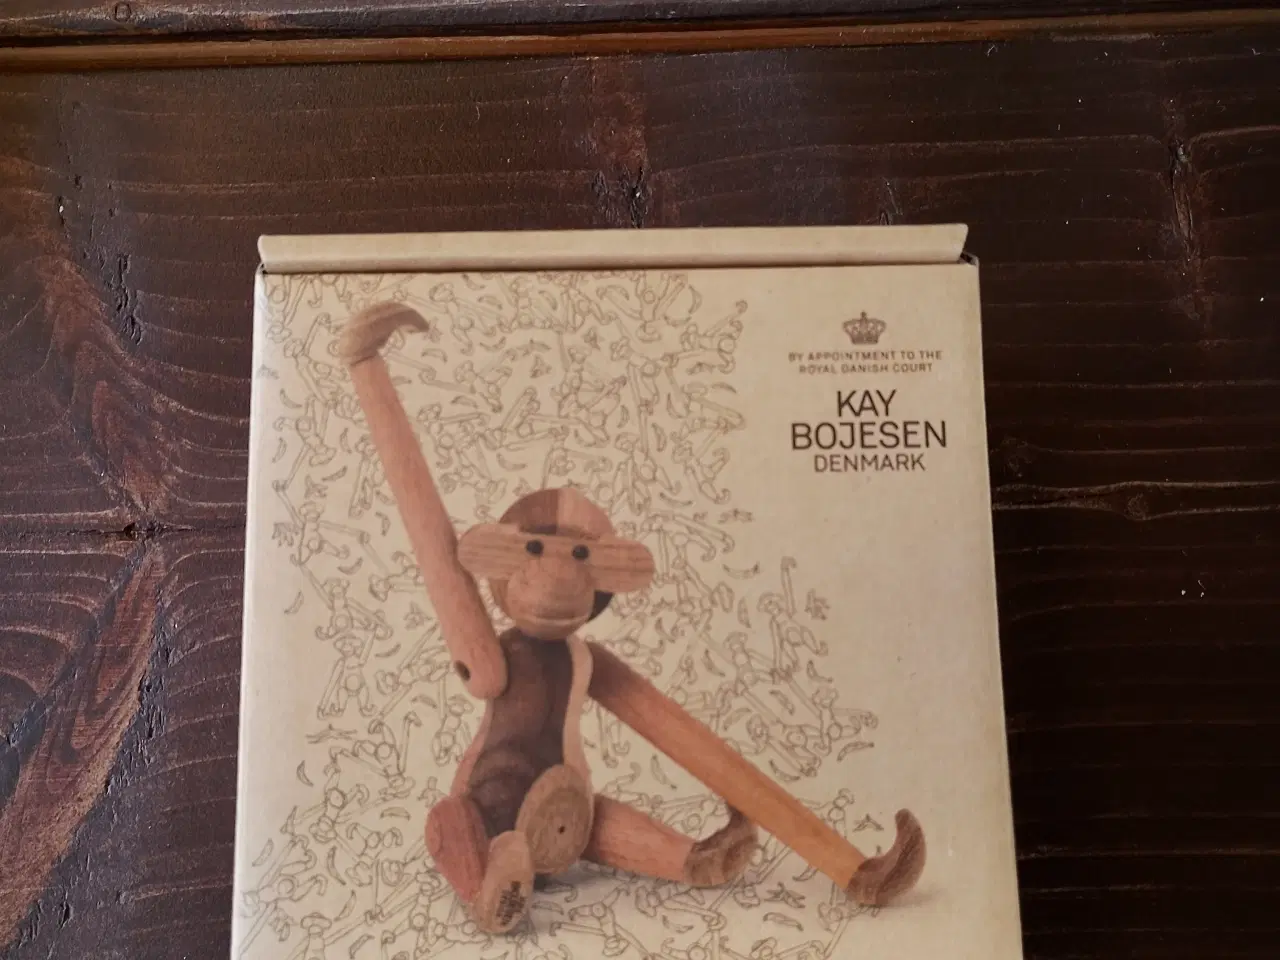 BY APPOINTMENT TO THE
ROYAL DANISH COURT
KAY
BOJESEN
DENMARK